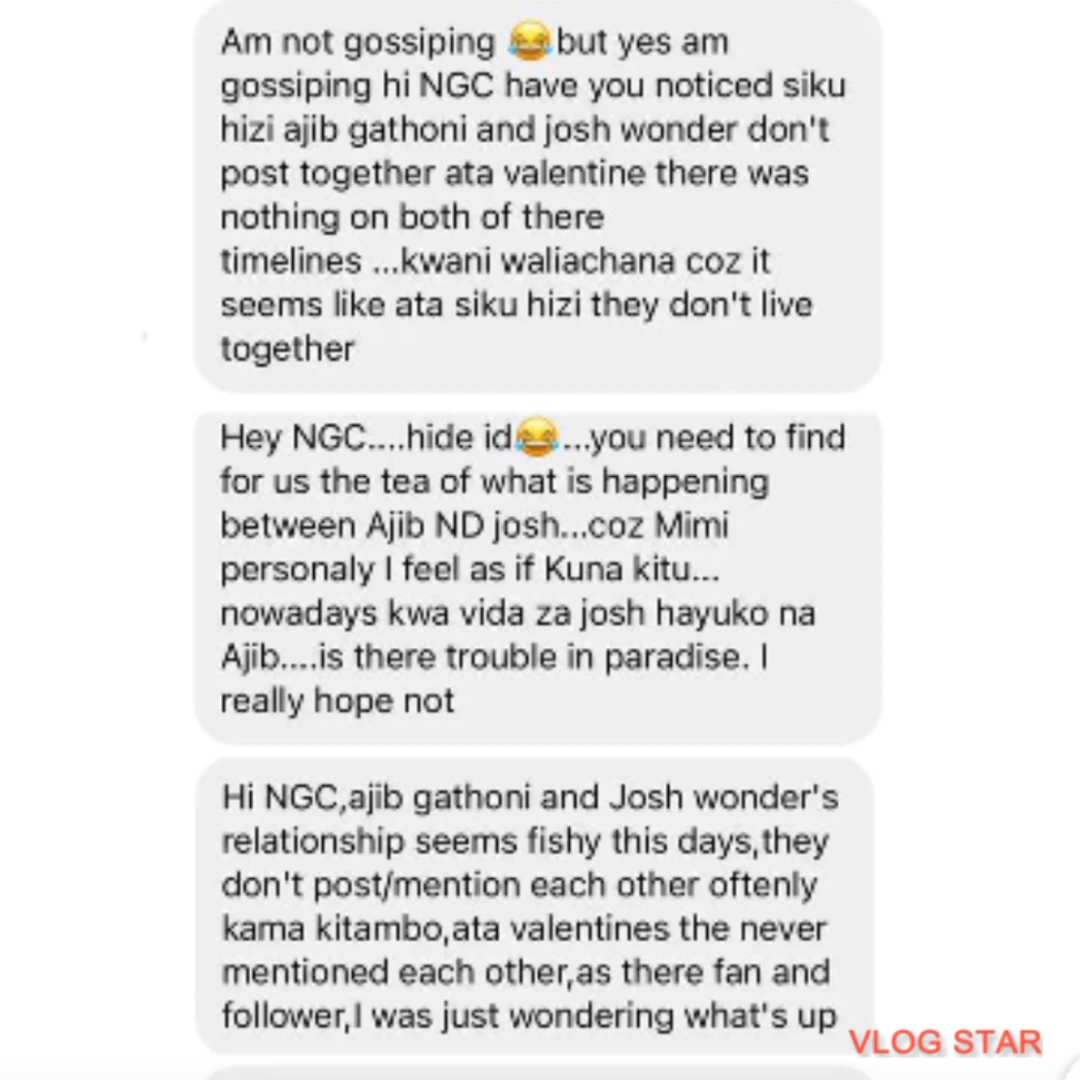 Am not gossiping 😂but yes am
gossiping hi NGC have you noticed siku
hizi ajib gathoni and josh wonder don't
post together ata valentine there was
nothing on both of there
timelines ...kwani waliachana coz it
seems like ata siku hizi they don't live
together
Hey NGC....hide id😂...you need to find
for us the tea of what is happening
between Ajib ND josh...coz Mimi
personaly I feel as if Kuna kitu...
nowadays kwa vida za josh hayuko na
Ajib....is there trouble in paradise. I
really hope not
Hi NGC,ajib gathoni and Josh wonder's
relationship seems fishy this days,they
don't post/mention each other oftenly
kama kitambo,ata valentines the never
mentioned each other,as there fan and
follower,I was just wondering what's up
VLOG STAR